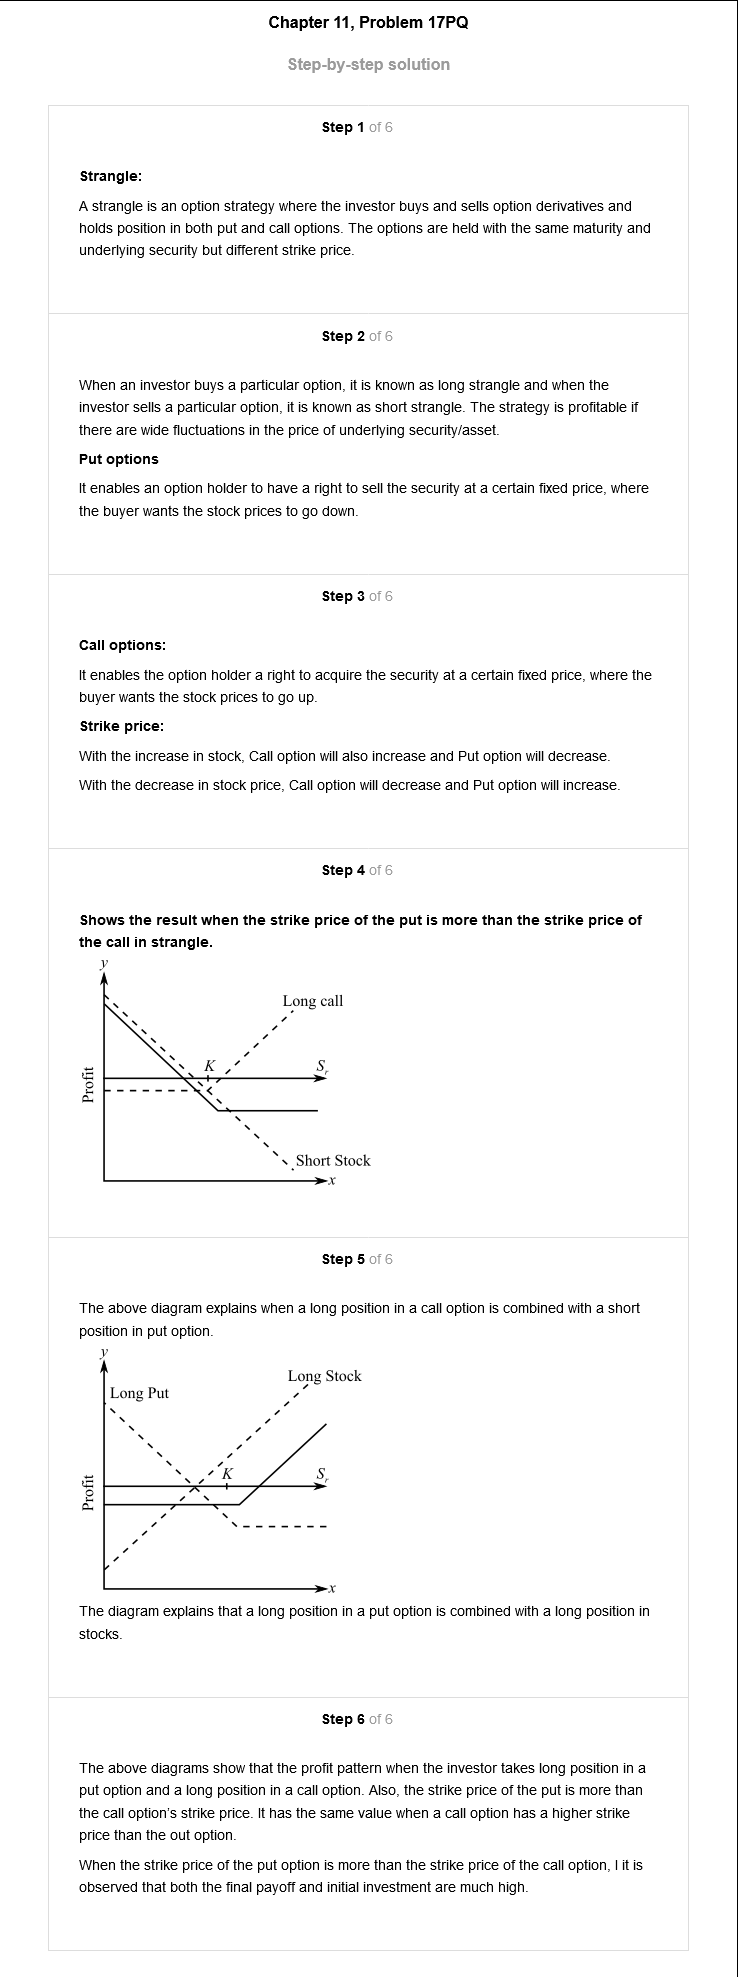 Chapter 11, Problem 17PQ
Step-by-step solution
Step 1 of 6
Strangle:
A strangle is an option strategy where the investor buys and sells option derivatives and
holds position in both put and call options. The options are held with the same maturity and
underlying security but different strike price.
Step 2 of 6
When an investor buys a particular option, it is known as long strangle and when the
investor sells a particular option, it is known as short strangle. The strategy is profitable if
there are wide fluctuations in the price of underlying security/asset.
Put options
It enables an option holder to have a right to sell the security at a certain fixed price, where
the buyer wants the stock prices to go down.
Step 3 of 6
Call options:
It enables the option holder a right to acquire the security at a certain fixed price, where the
buyer wants the stock prices to go up.
Strike price:
With the increase in stock, Call option will also increase and Put option will decrease.
With the decrease in stock price, Call option will decrease and Put option will increase.
Step 4 of 6
Shows the result when the strike price of the put is more than the strike price of
the call in strangle.
y
Long call
K
S
Profit
Short Stock
x
Step 5 of 6
The above diagram explains when a long position in a call option is combined with a short
position in put option.
y
Long Stock
Long Put
K
S
Profit
x
The diagram explains that a long position in a put option is combined with a long position in
stocks.
Step 6 of 6
The above diagrams show that the profit pattern when the investor takes long position in a
put option and a long position in a call option. Also, the strike price of the put is more than
the call option's strike price. It has the same value when a call option has a higher strike
price than the out option.
When the strike price of the put option is more than the strike price of the call option, I it is
observed that both the final payoff and initial investment are much high.